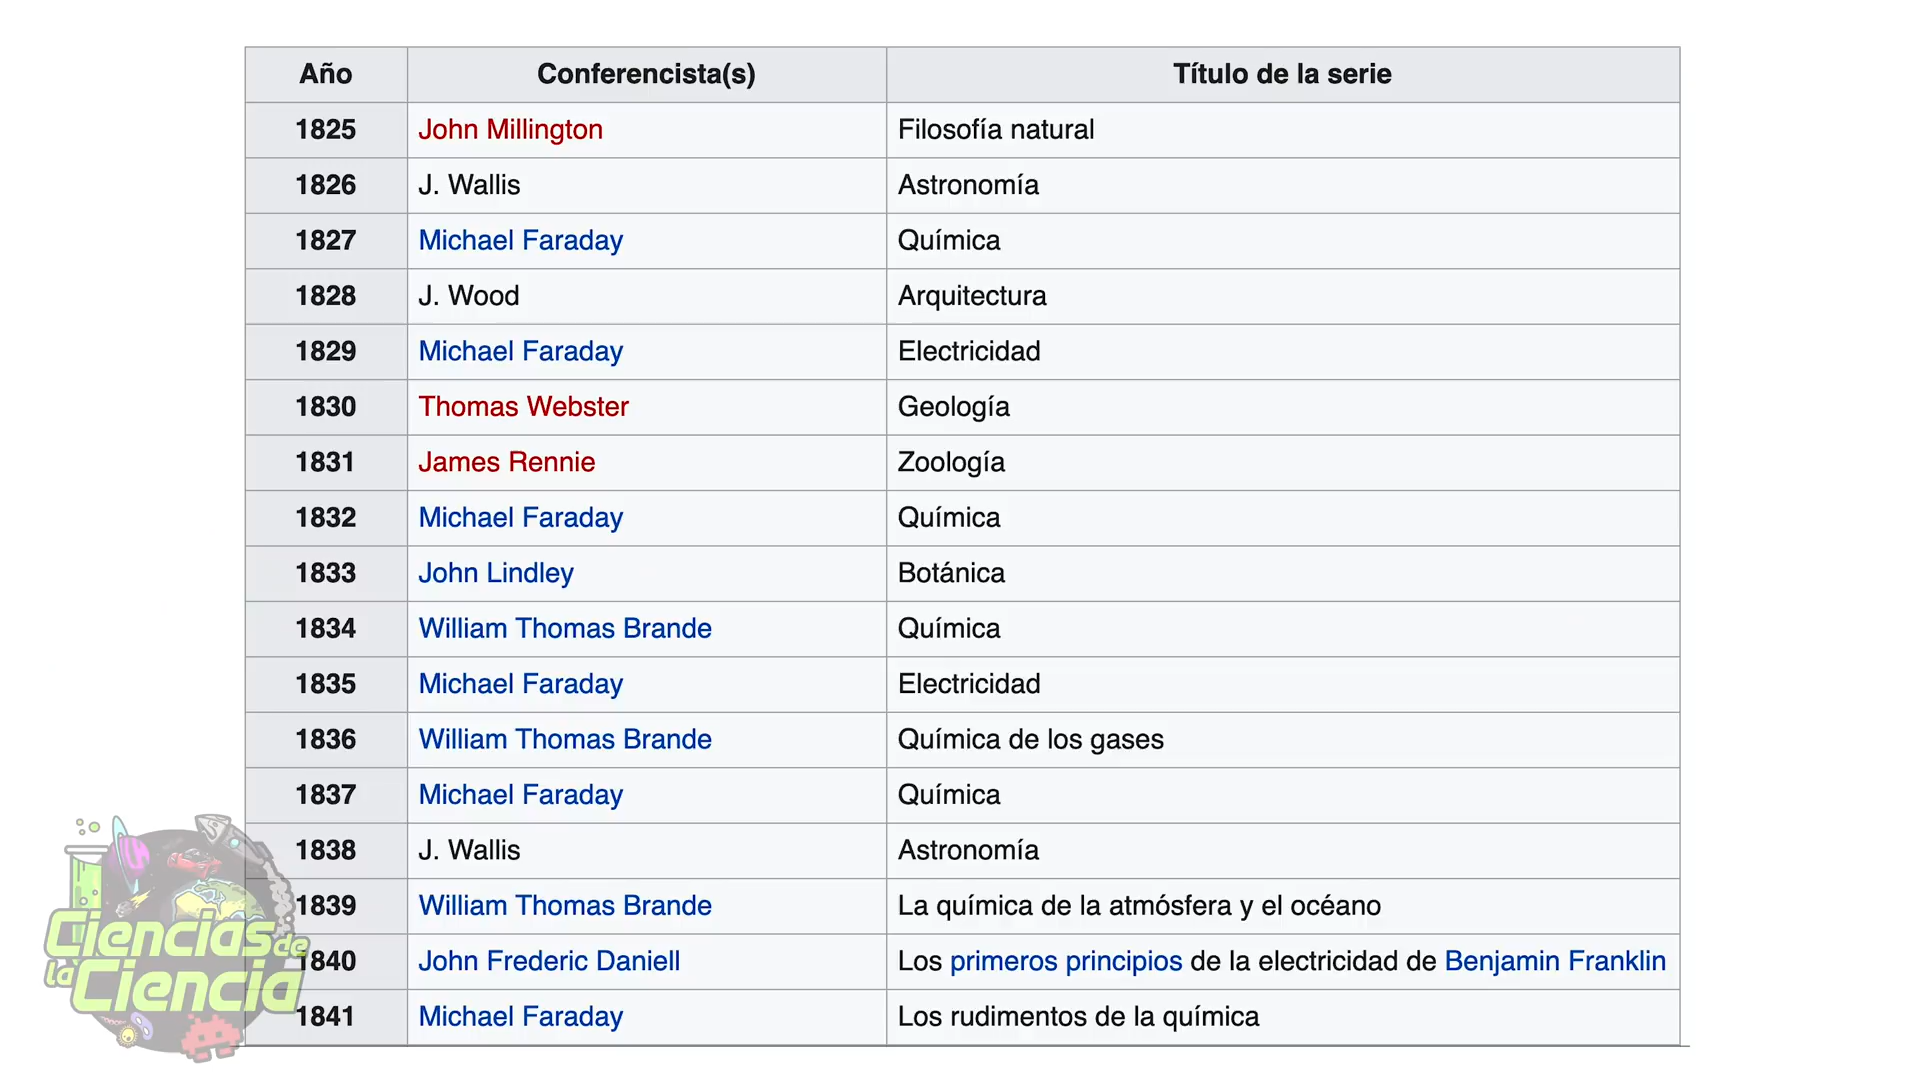 Año Conferencista(s) Título de la serie
1825 John Millington Filosofía natural
1826 J. Wallis Astronomía
1827 Michael Faraday Química
1828 J. Wood Arquitectura
1829 Michael Faraday Electricidad
1830 Thomas Webster Geología
1831 James Rennie Zoología
1832 Michael Faraday Química
1833 John Lindley Botánica
1834 William Thomas Brande Química
1835 Michael Faraday Electricidad
1836 William Thomas Brande Química de los gases
1837 Michael Faraday Química
1838 J. Wallis Astronomía
1839 William Thomas Brande La química de la atmósfera y el océano
1840 John Frederic Daniell Los primeros principios de la electricidad de Benjamin Franklin
1841 Michael Faraday Los rudimentos de la química
Ciencias de
la Ciencia